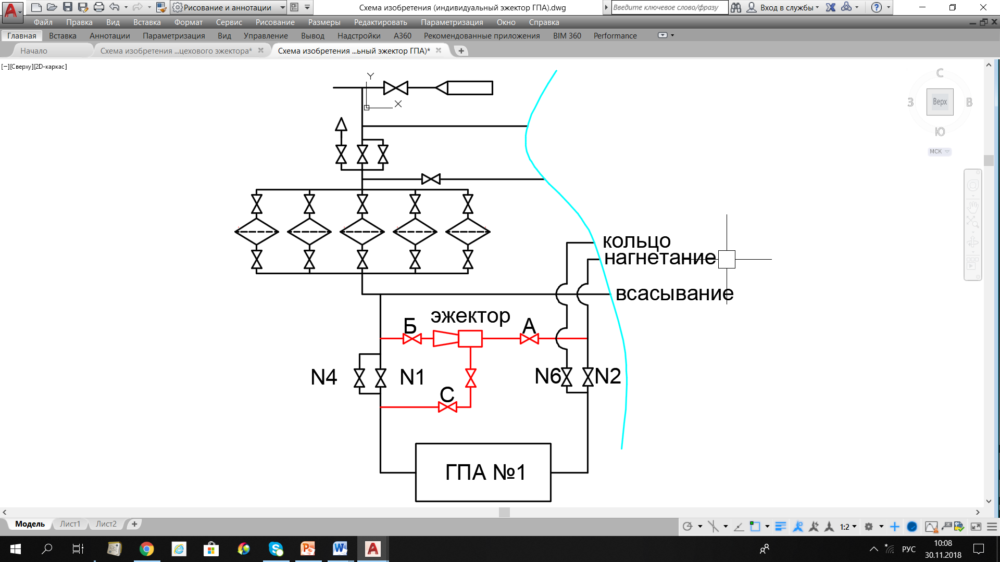 Рисование и аннотации
Схема изобретения (индивидуальный эжектор ГПА).dwg
Введите ключевое слово/фразу
Вход в службы
Файл Правка Вид Вставка Формат Сервис Рисование Размеры Редактировать Параметризация Окно Справка
Главная Вставка Аннотации Параметризация Вид Управление Вывод Надстройки A360 Рекомендованные приложения BIM 360 Performance
Начало
Схема изобретения ...цехового эжектора*
Схема изобретения ...ьный эжектор ГПА)*
[−][Сверху][2D-каркас]
Y
X
С
З Верх В
Ю
МСК
кольцо
нагнетание
всасывание
эжектор
Б
А
N4
N1
N6
N2
С
ГПА №1
Модель Лист1 Лист2
1:2
РУС
10:08
30.11.2018